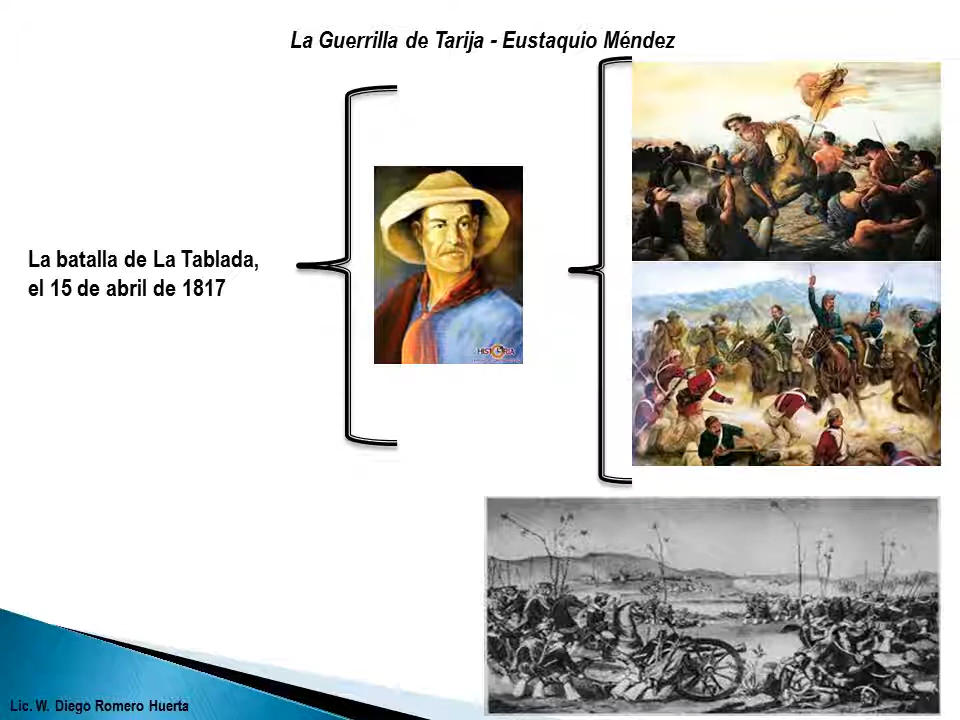 La Guerrilla de Tarija - Eustaquio Méndez
La batalla de La Tablada,
el 15 de abril de 1817
HISTORIA
Lic. W. Diego Romero Huerta